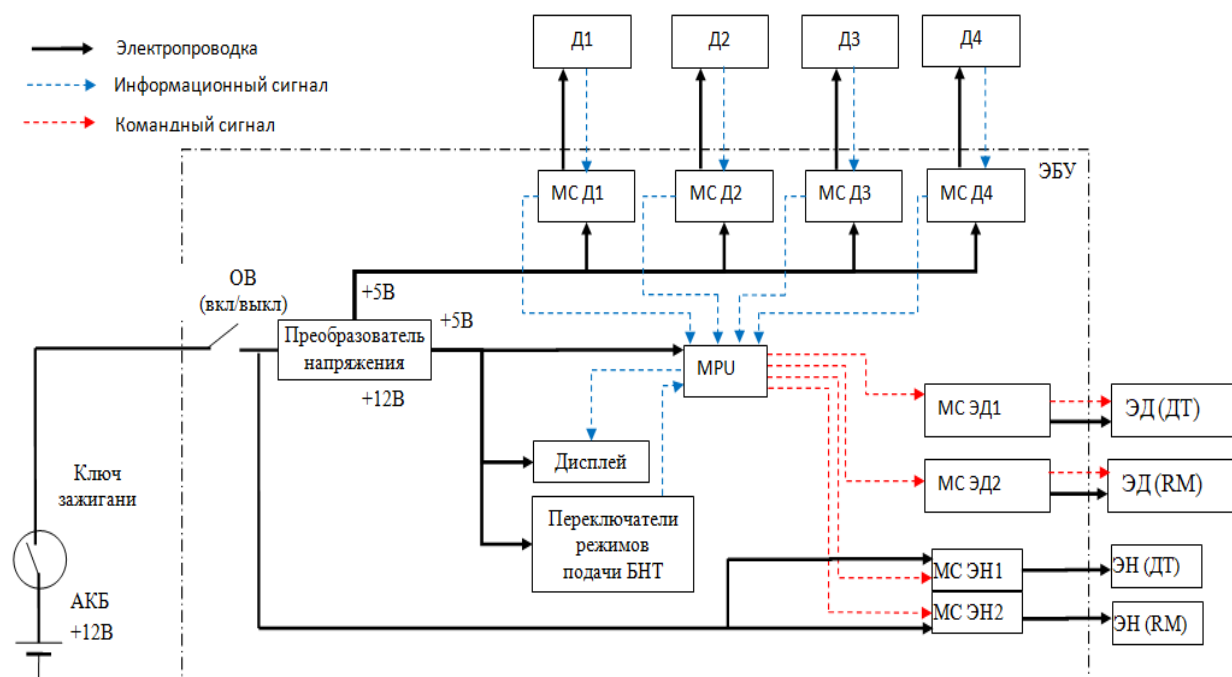 Электропроводка
Информационный сигнал
Командный сигнал
Д1
Д2
Д3
Д4
ЭБУ
МС Д1
МС Д2
МС Д3
МС Д4
ОВ
(вкл/выкл)
+5В
+5В
Преобразователь
напряжения
+12В
MPU
МС ЭД1
ЭД (ДТ)
Дисплей
МС ЭД2
ЭД (RM)
Ключ
зажигани
Переключатели
режимов
подачи БНТ
МС ЭН1
ЭН (ДТ)
МС ЭН2
ЭН (RM)
АКБ
+12В